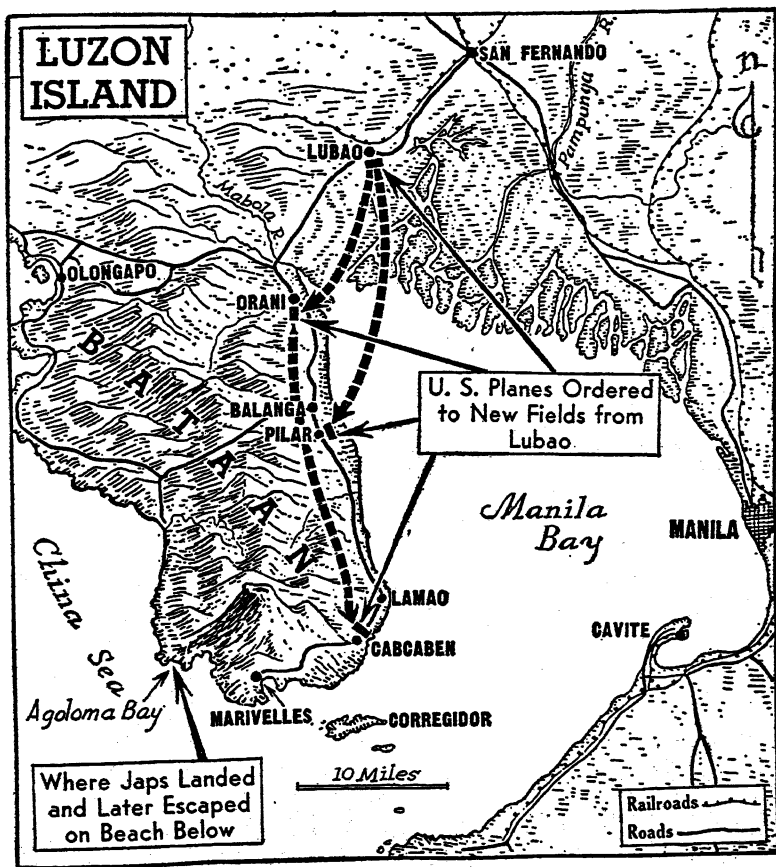 LUZON
ISLAND
SAN FERNANDO
Pampanga R.
LUBAO
Mabola R.
OLONGAPO
ORANI
BATAAN
BALANGA
PILAR
U. S. Planes Ordered
to New Fields from
Lubao
Manila
Bay
MANILA
China Sea
LAMAO
CABCABEN
CAVITE
Agoloma Bay
MARIVELLES
CORREGIDOR
10 Miles
Where Japs Landed
and Later Escaped
on Beach Below
Railroads
Roads